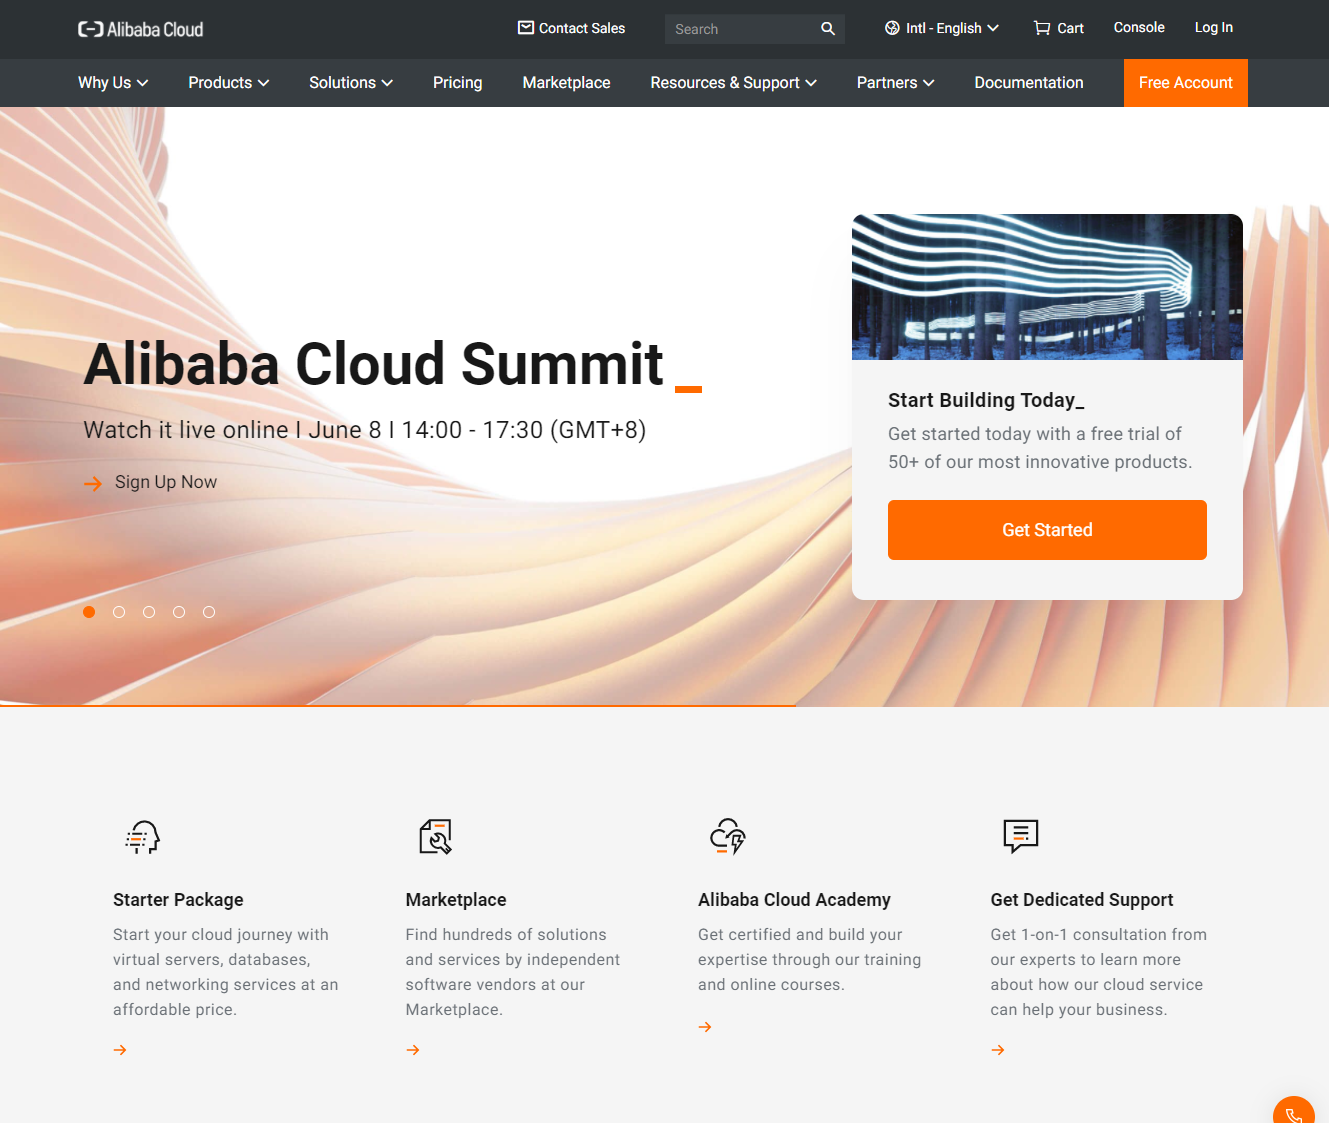 Alibaba Cloud
Contact Sales
Search
Intl - English
Cart
Console
Log In
Why Us
Products
Solutions
Pricing
Marketplace
Resources & Support
Partners
Documentation
Free Account
Alibaba Cloud Summit _
Watch it live online I June 8 I 14:00 - 17:30 (GMT+8)
Sign Up Now
Start Building Today_
Get started today with a free trial of
50+ of our most innovative products.
Get Started
Starter Package
Start your cloud journey with
virtual servers, databases,
and networking services at an
affordable price.
Marketplace
Find hundreds of solutions
and services by independent
software vendors at our
Marketplace.
Alibaba Cloud Academy
Get certified and build your
expertise through our training
and online courses.
Get Dedicated Support
Get 1-on-1 consultation from
our experts to learn more
about how our cloud service
can help your business.